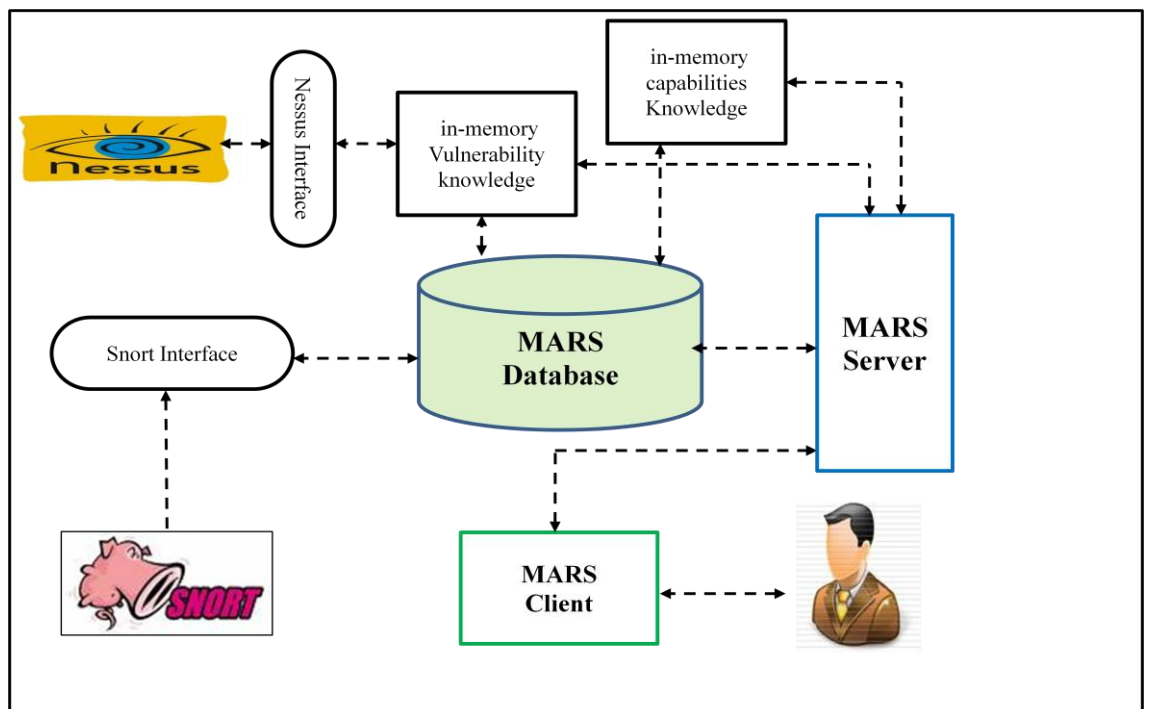 in-memory
capabilities
Knowledge
Nessus Interface
in-memory
Vulnerability
knowledge
nessus
MARS
Database
MARS
Server
Snort Interface
SNORT
MARS
Client